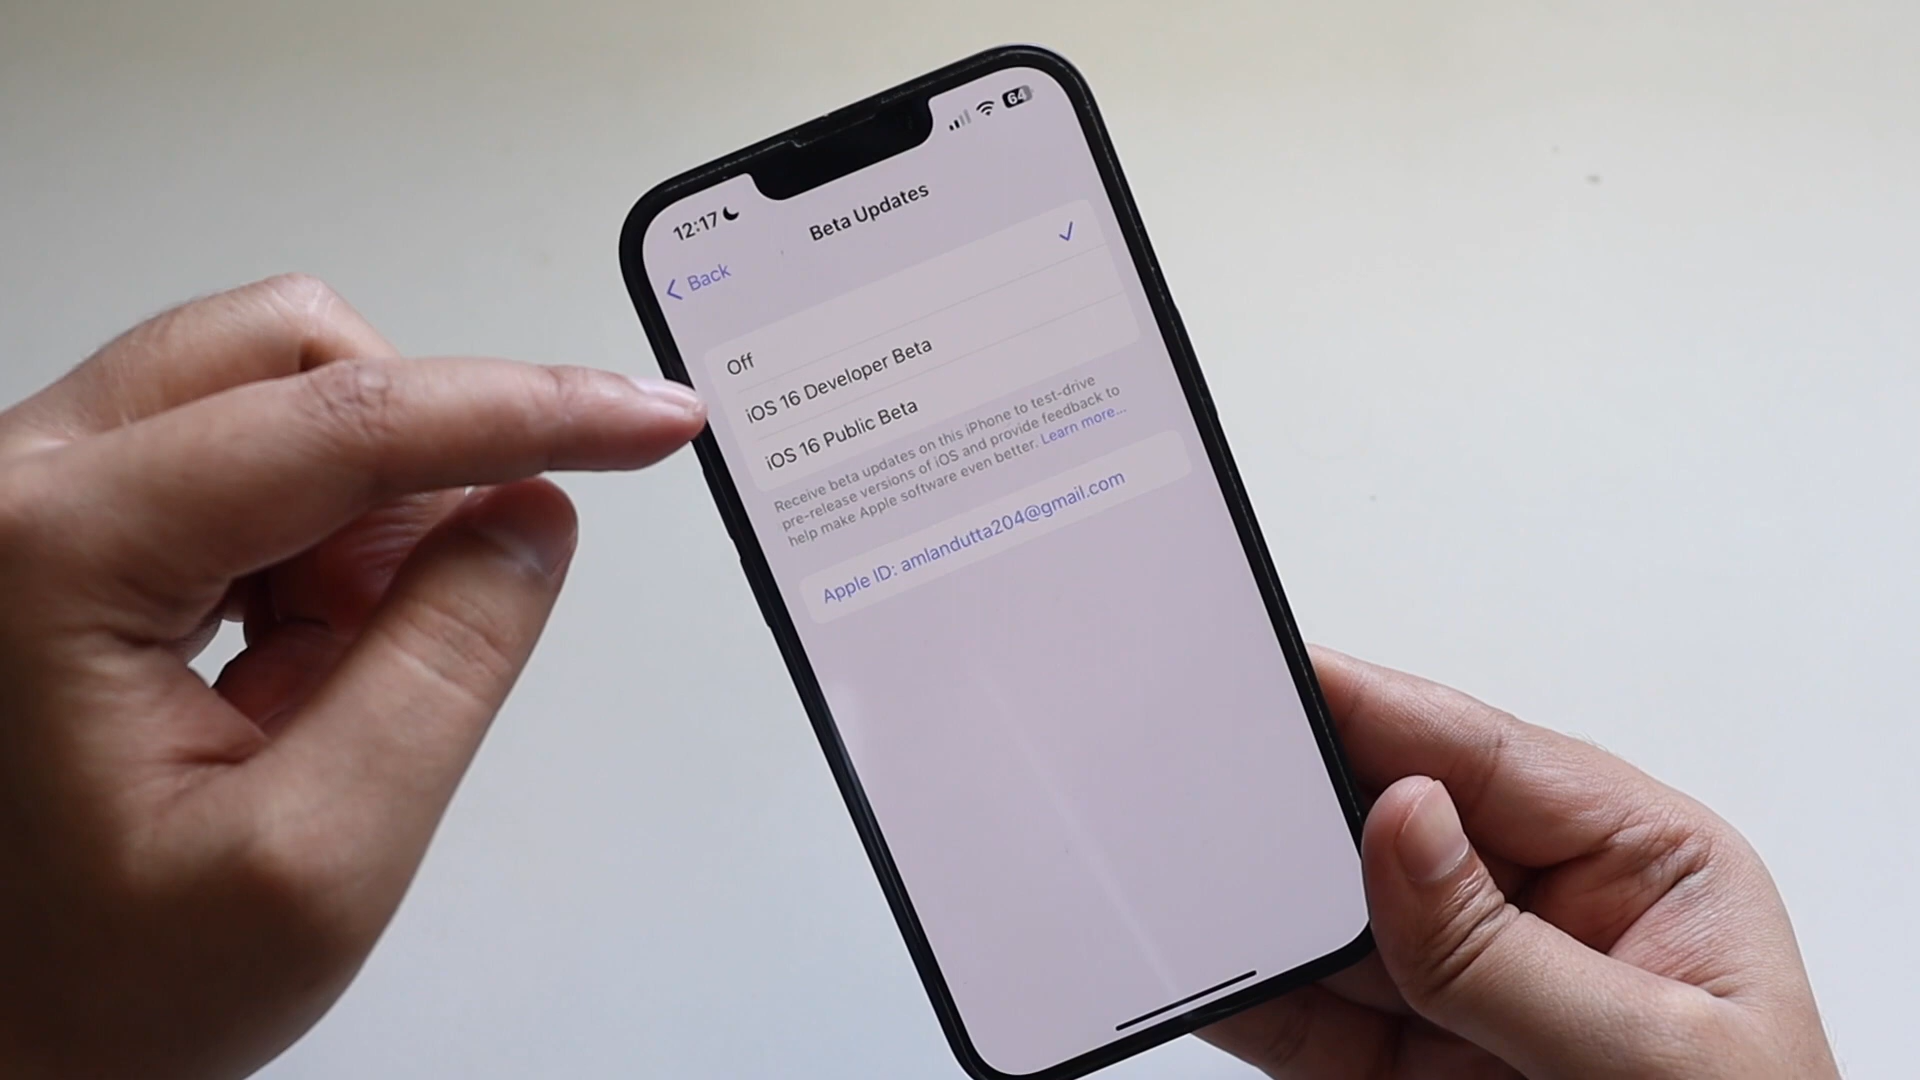 12:17
64
Beta Updates
Back
Off
iOS 16 Developer Beta
iOS 16 Public Beta
Receive beta updates on this iPhone to test-drive
pre-release versions of iOS and provide feedback to
help make Apple software even better. Learn more...
Apple ID: amlandutta204@gmail.com